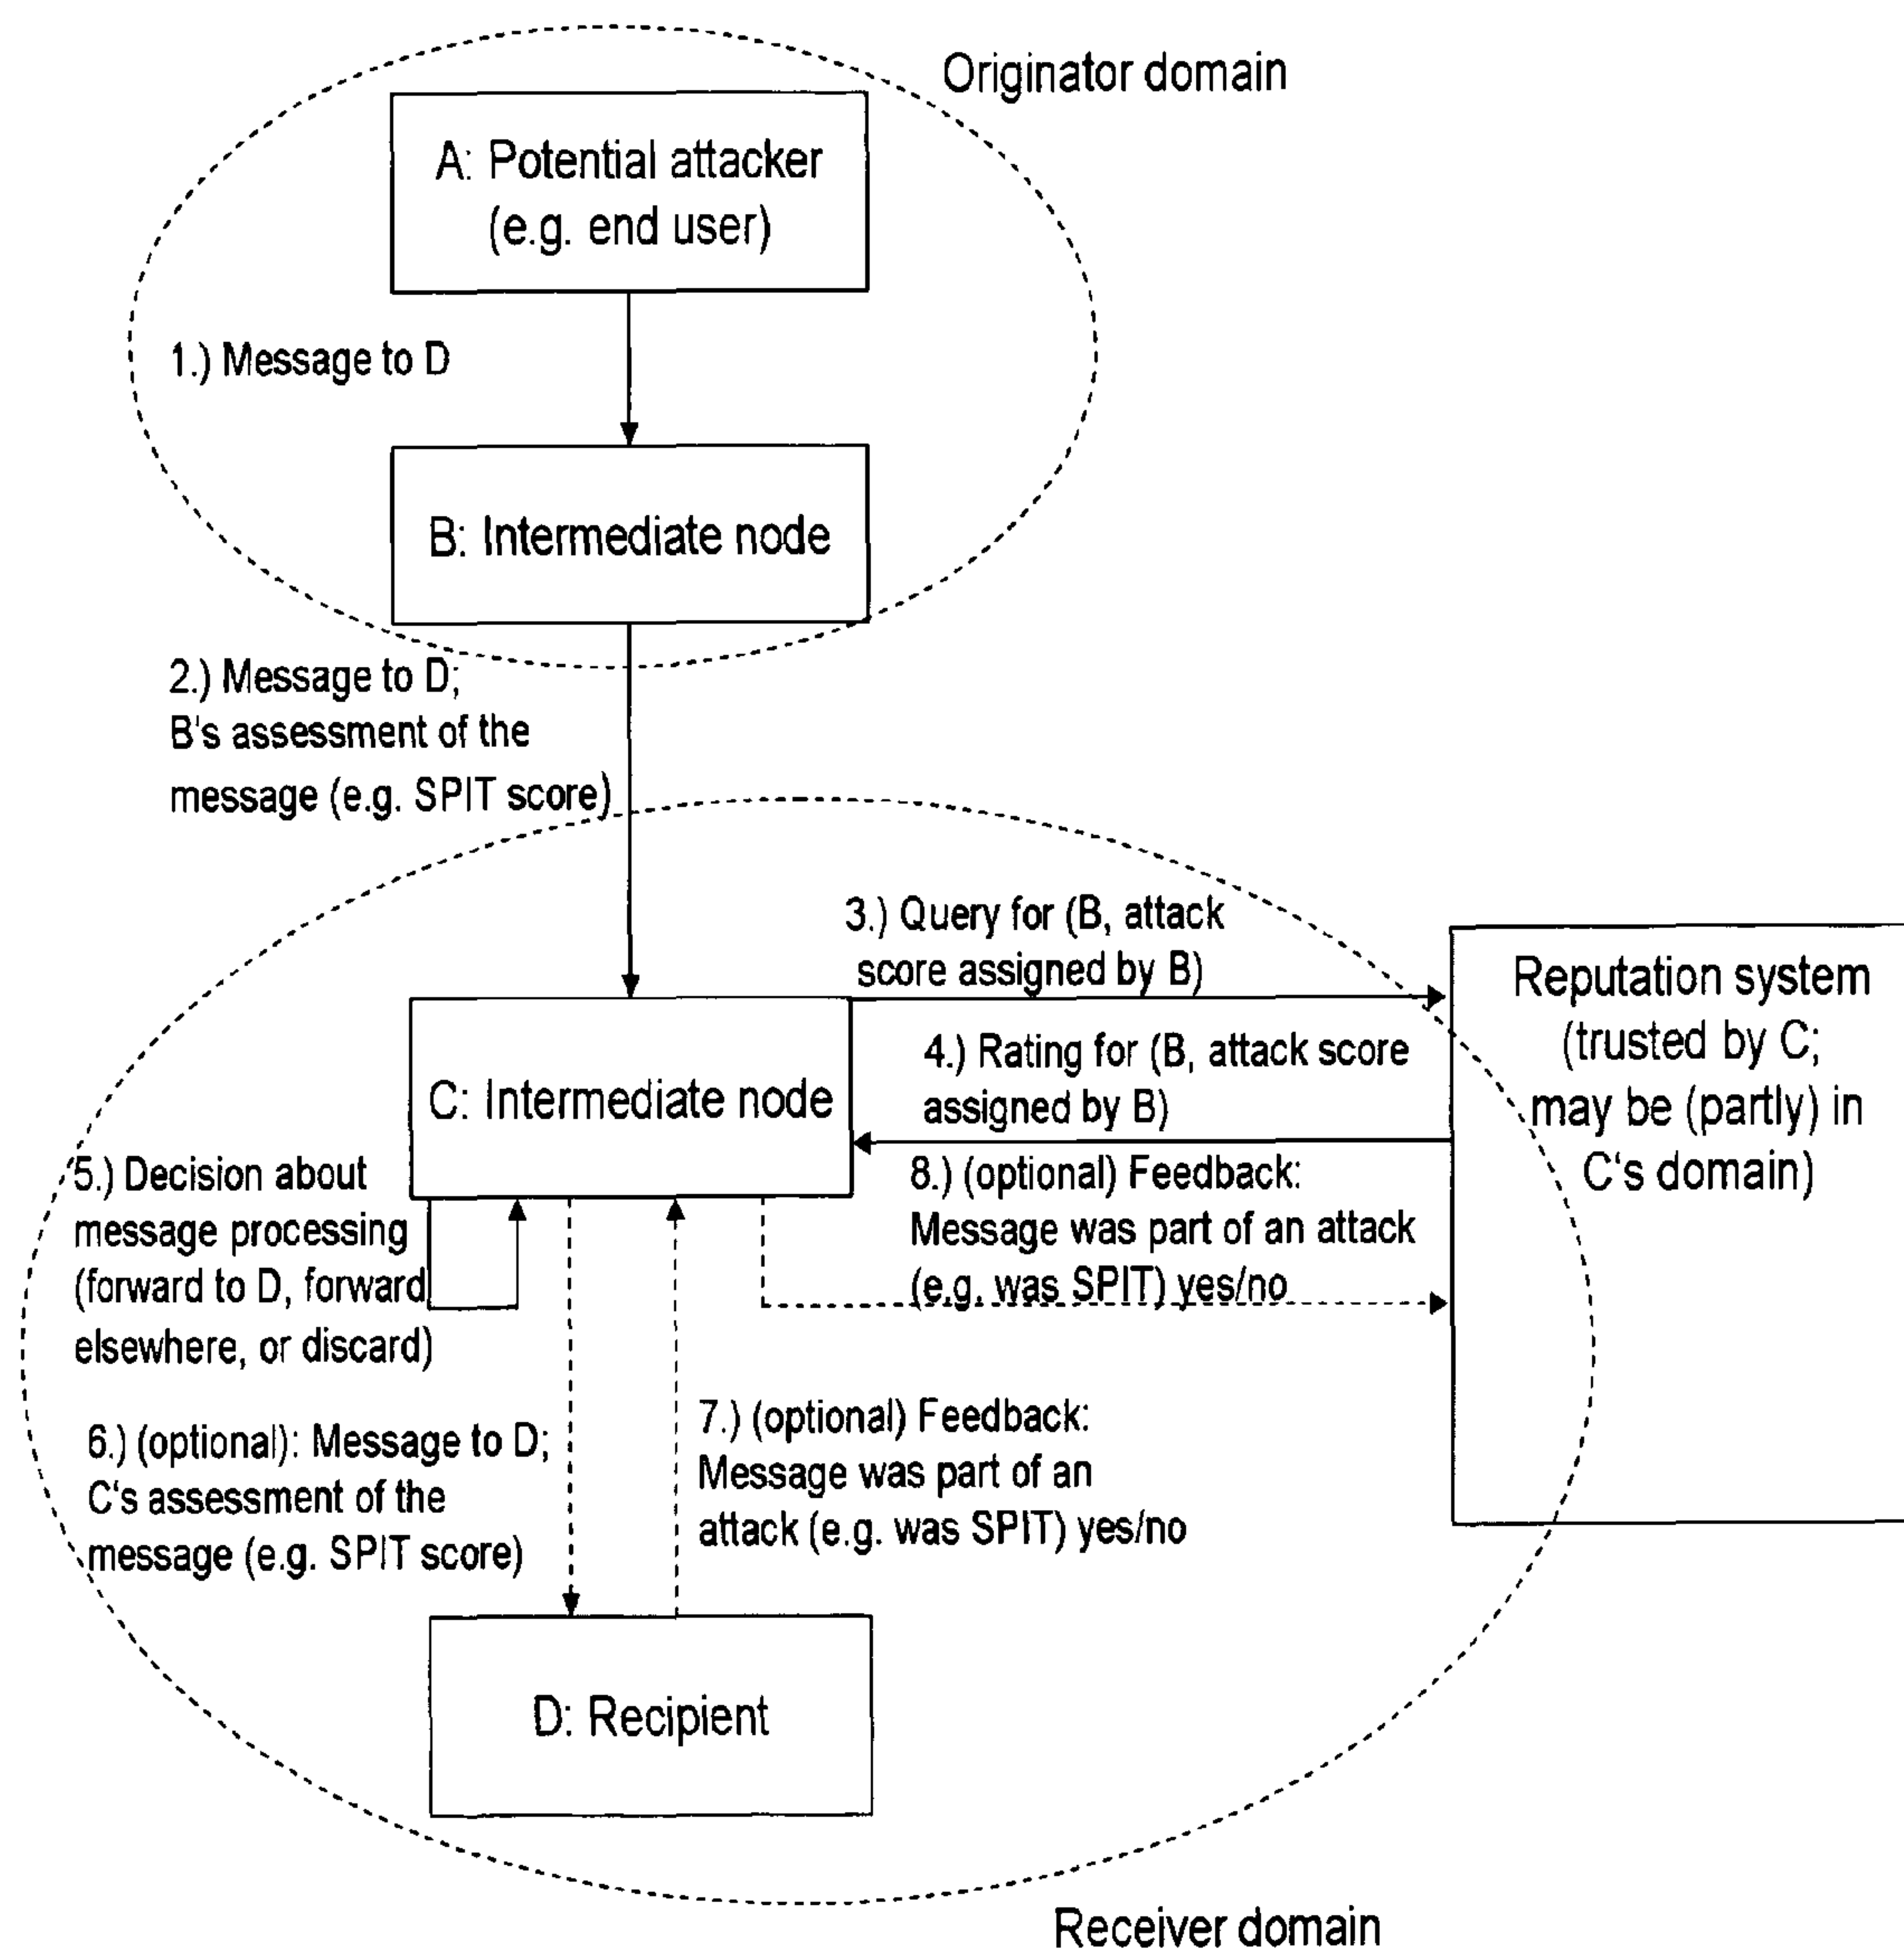 Originator domain
A: Potential attacker
(e.g. end user)
1.) Message to D
B: Intermediate node
2.) Message to D;
B's assessment of the
message (e.g. SPIT score)
3.) Query for (B, attack
score assigned by B)
Reputation system
(trusted by C;
may be (partly) in
C's domain)
4.) Rating for (B, attack score
assigned by B)
C: Intermediate node
5.) Decision about
message processing
(forward to D, forward
elsewhere, or discard)
8.) (optional) Feedback:
Message was part of an attack
(e.g. was SPIT) yes/no
6.) (optional): Message to D;
C's assessment of the
message (e.g. SPIT score)
7.) (optional) Feedback:
Message was part of an
attack (e.g. was SPIT) yes/no
D: Recipient
Receiver domain